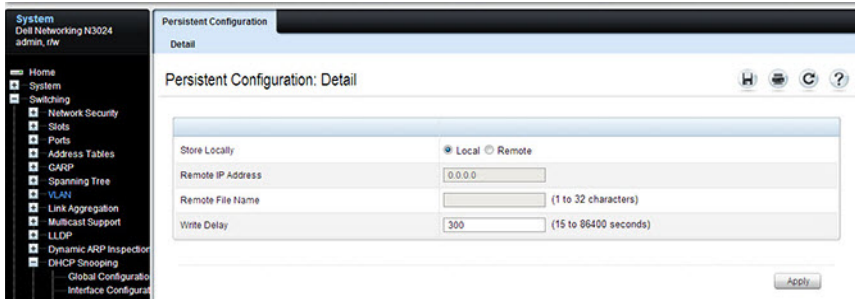 System
Dell Networking N3024
admin, r/w
Home
System
Switching
Network Security
Slots
Ports
Address Tables
GARP
Spanning Tree
VLAN
Link Aggregation
Multicast Support
LLDP
Dynamic ARP Inspection
DHCP Snooping
Global Configuratio
Interface Configurat
Persistent Configuration
Detail
Persistent Configuration: Detail
Store Locally Local Remote
Remote IP Address 0.0.0.0
Remote File Name (1 to 32 characters)
Write Delay 300 (15 to 86400 seconds)
Apply